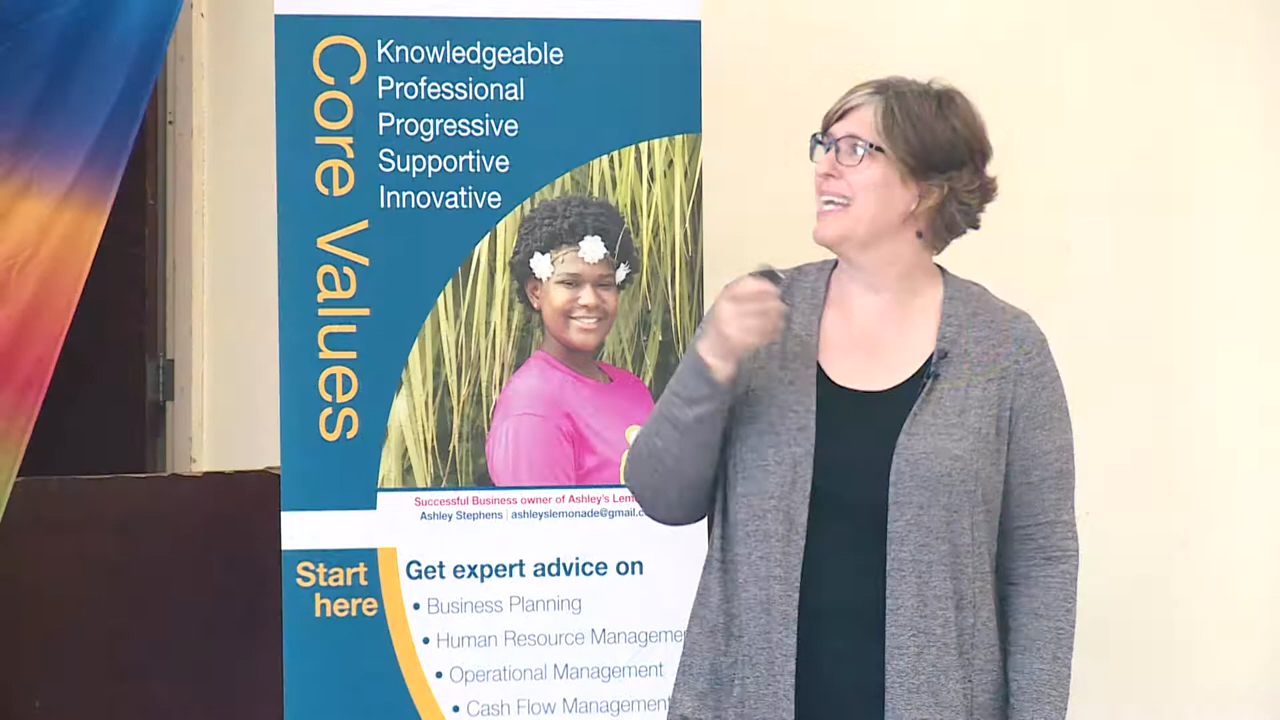 Core Values
Knowledgeable
Professional
Progressive
Supportive
Innovative
Successful Business owner of Ashley's
Ashley Stephens | ashleyslemonade@gmail.c
Start
here
Get expert advice on
• Business Planning
• Human Resource Manageme
• Operational Management
• Cash Flow Management